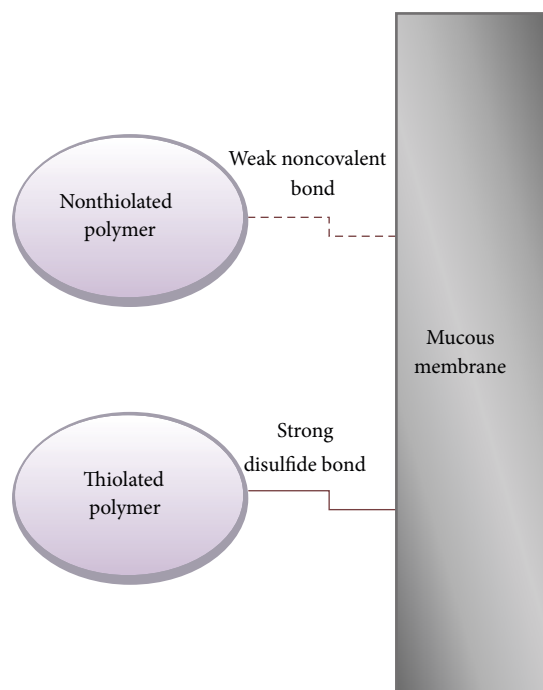 Weak noncovalent
bond
Nonthiolated
polymer
Mucous
membrane
Strong
disulfide bond
Thiolated
polymer